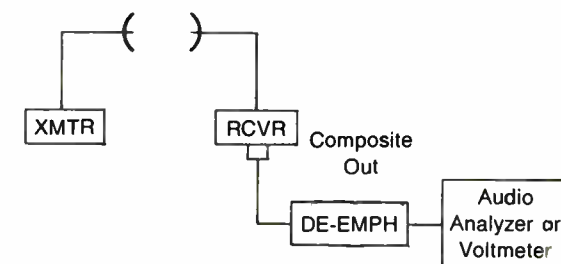 XMTR
RCVR
Composite
Out
DE-EMPH
Audio
Analyzer or
Voltmeter